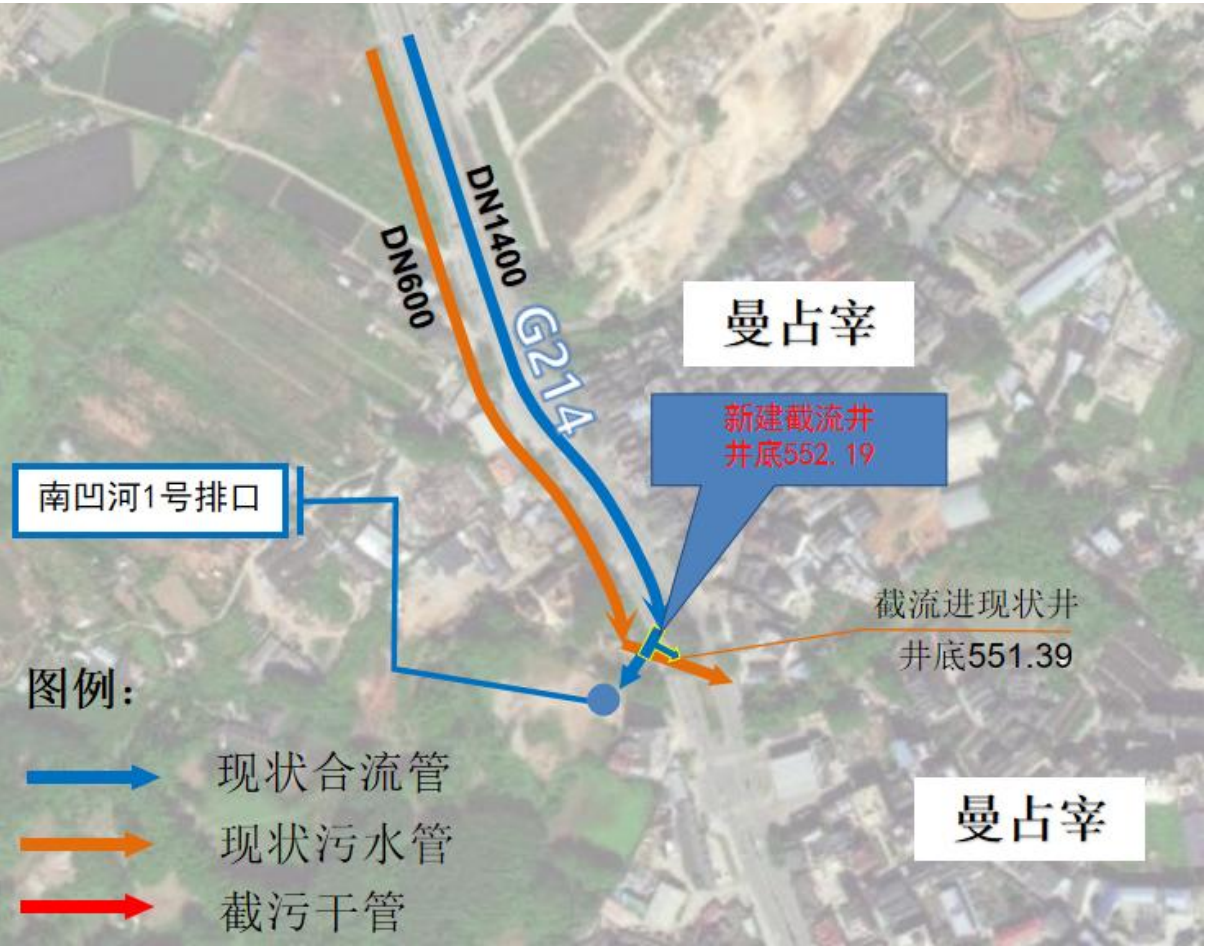 DN1400
DN600
G214
曼占宰
新建截流井
井底552.19
南凹河1号排口
截流进现状井
井底551.39
图例：
现状合流管
现状污水管
截污干管
曼占宰